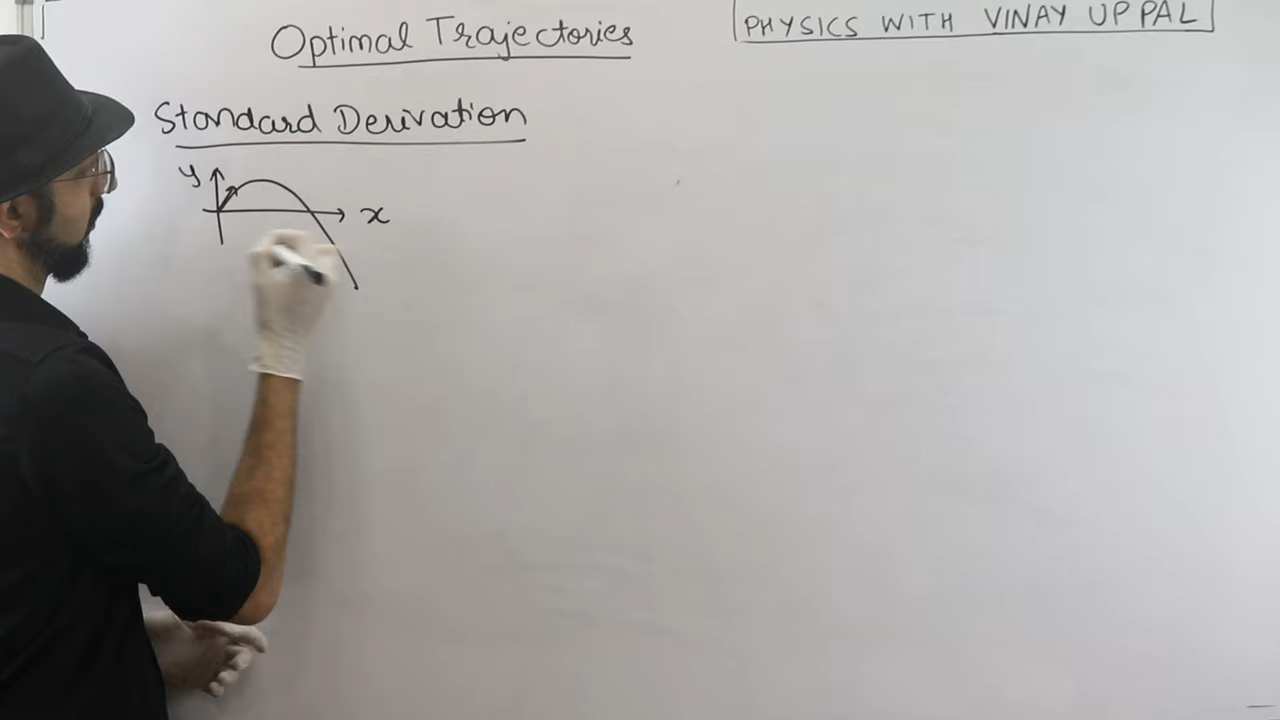 Optimal Trajectories
PHYSICS WITH VINAY UPPAL
Standard Derivation
y
x